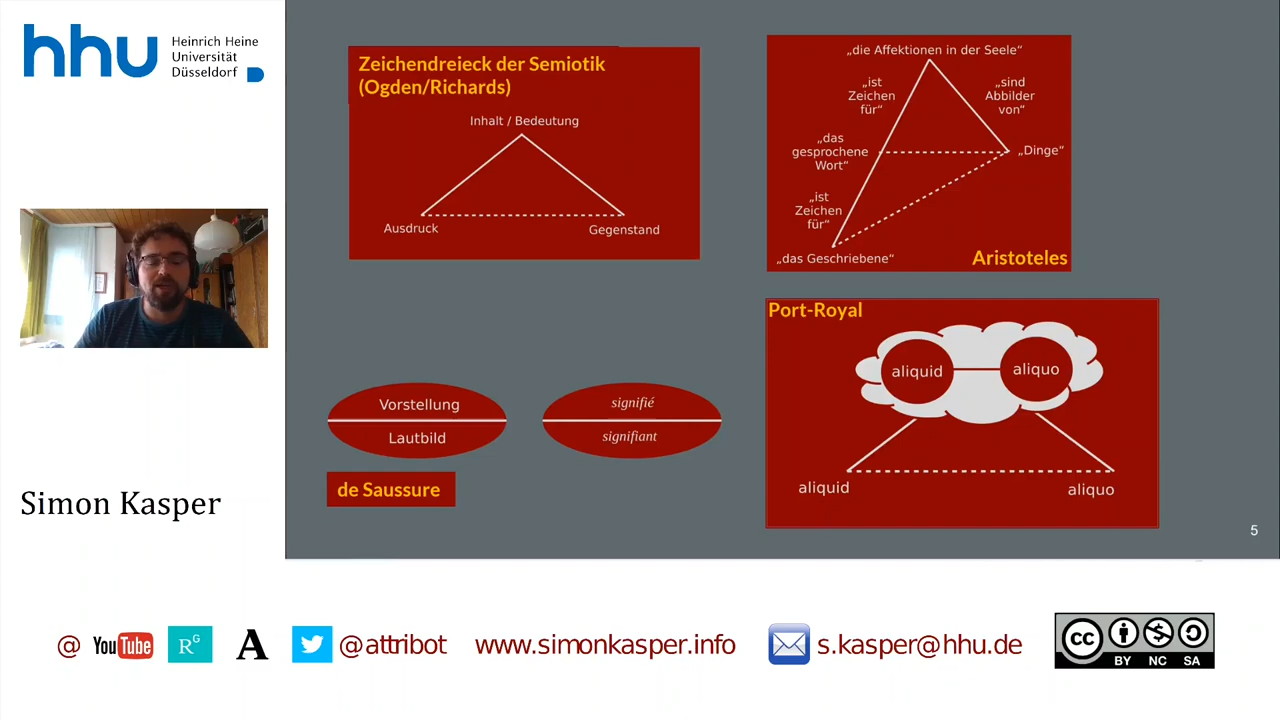 hhu
Heinrich Heine
Universität
Düsseldorf
Simon Kasper
Zeichendreieck der Semiotik
(Ogden/Richards)
Inhalt / Bedeutung
Ausdruck
Gegenstand
„die Affektionen in der Seele“
„ist
Zeichen
für“
„sind
Abbilder
von“
„das
gesprochene
Wort“
„Dinge“
„ist
Zeichen
für“
„das Geschriebene“
Aristoteles
Vorstellung
Lautbild
signifié
signifiant
de Saussure
Port-Royal
aliquid
aliquo
aliquid
aliquo
5
@
YouTube
RG
A
@attribot
www.simonkasper.info
s.kasper@hhu.de
cc
BY NC SA